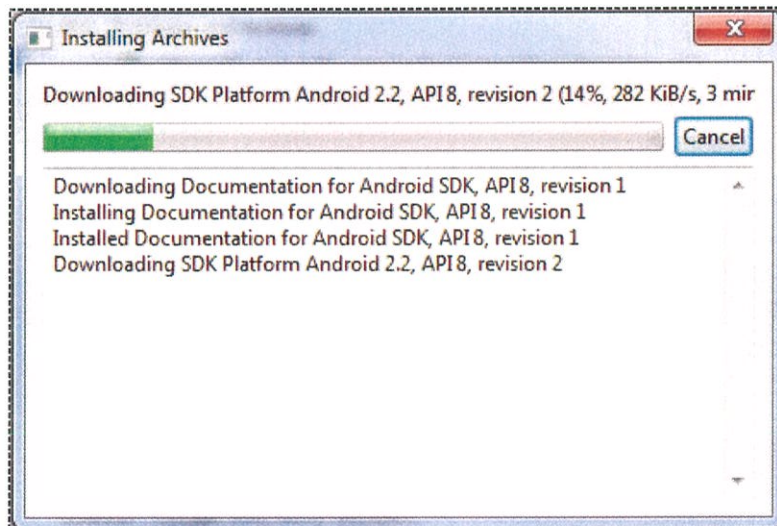 Installing Archives
Downloading SDK Platform Android 2.2, API 8, revision 2 (14%, 282 KiB/s, 3 mir
Cancel
Downloading Documentation for Android SDK, API 8, revision 1
Installing Documentation for Android SDK, API 8, revision 1
Installed Documentation for Android SDK, API 8, revision 1
Downloading SDK Platform Android 2.2, API 8, revision 2